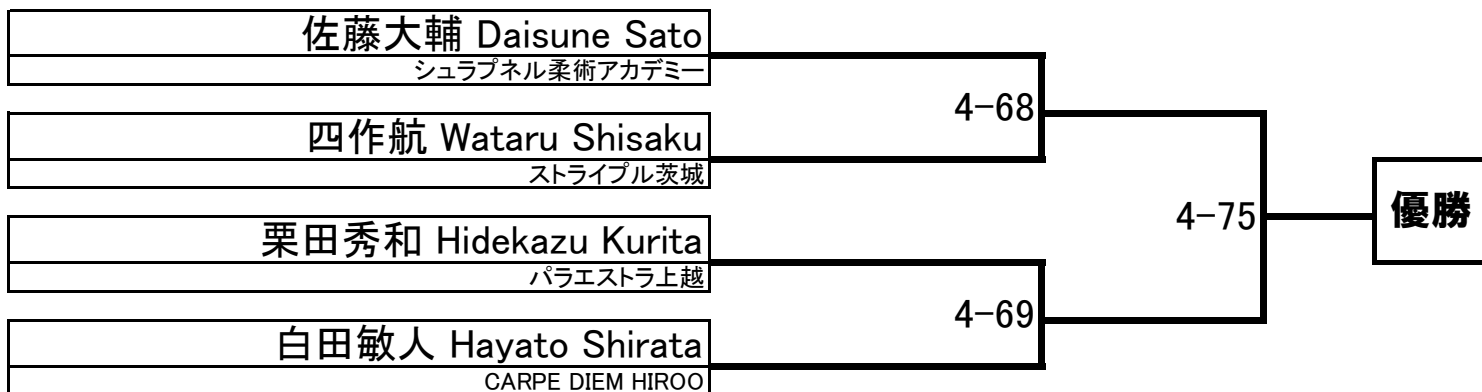 佐藤大輔 Daisune Sato
シュラプネル柔術アカデミー
4-68
四作航 Wataru Shisaku
ストライプル茨城
4-75
優勝
栗田秀和 Hidekazu Kurita
パラエストラ上越
4-69
白田敏人 Hayato Shirata
CARPE DIEM HIROO